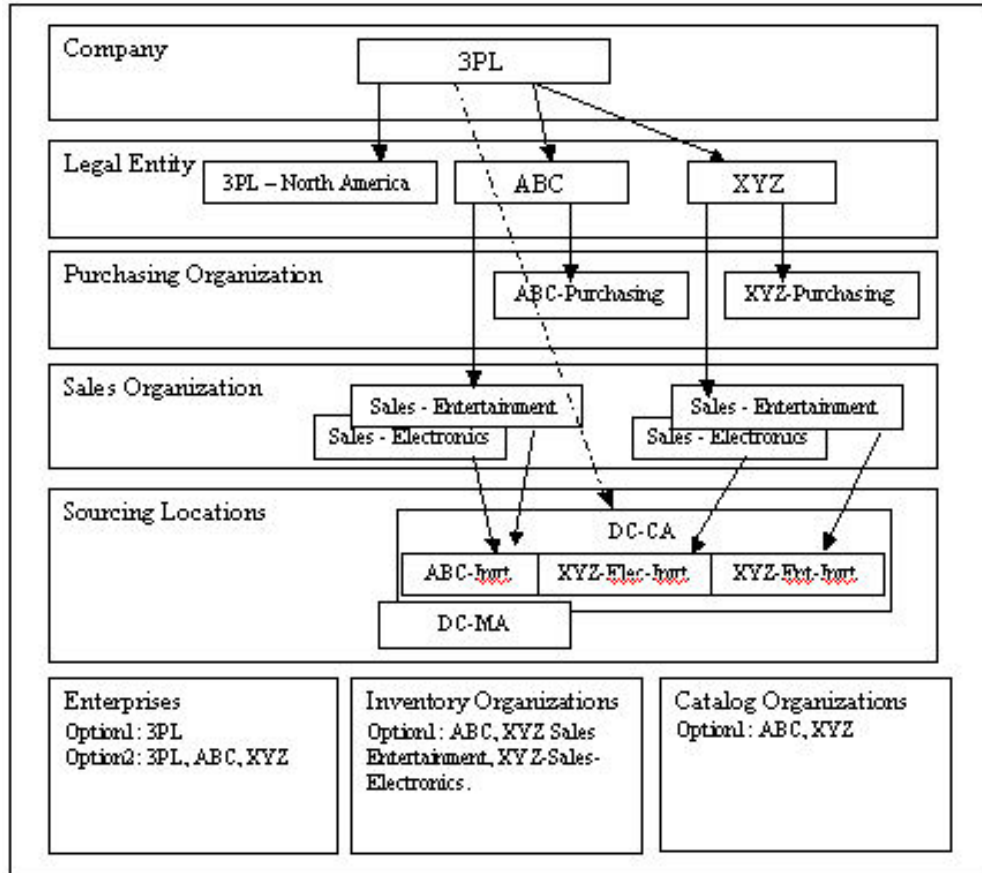 Company
3PL
Legal Entity
3PL – North America
ABC
XYZ
Purchasing Organization
ABC-Purchasing
XYZ-Purchasing
Sales Organization
Sales - Entertainment
Sales - Electronics
Sales - Entertainment
Sales - Electronics
Sourcing Locations
DC-CA
ABC-Invt
XYZ-Elec-Invt
XYZ-Ent-Invt
DC-MA
Enterprises
Option1: 3PL
Option2: 3PL, ABC, XYZ
Inventory Organizations
Option1: ABC, XYZ Sales
Entertainment, XYZ-Sales-
Electronics.
Catalog Organizations
Option1: ABC, XYZ